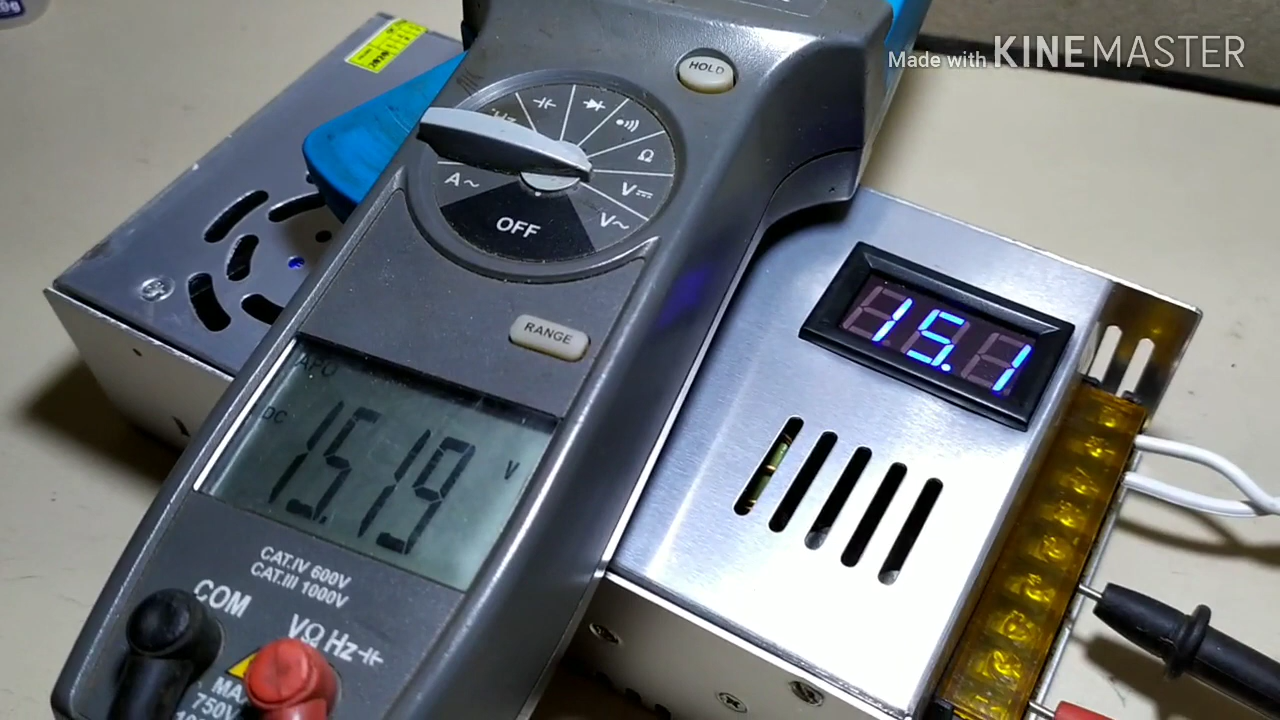 Made with KINEMASTER
HOLD
Hz
Ω
V
V~
A~
OFF
RANGE
APO
DC
15.19
V
15.1
CAT.IV 600V
CAT.III 1000V
COM
VΩHz
750V